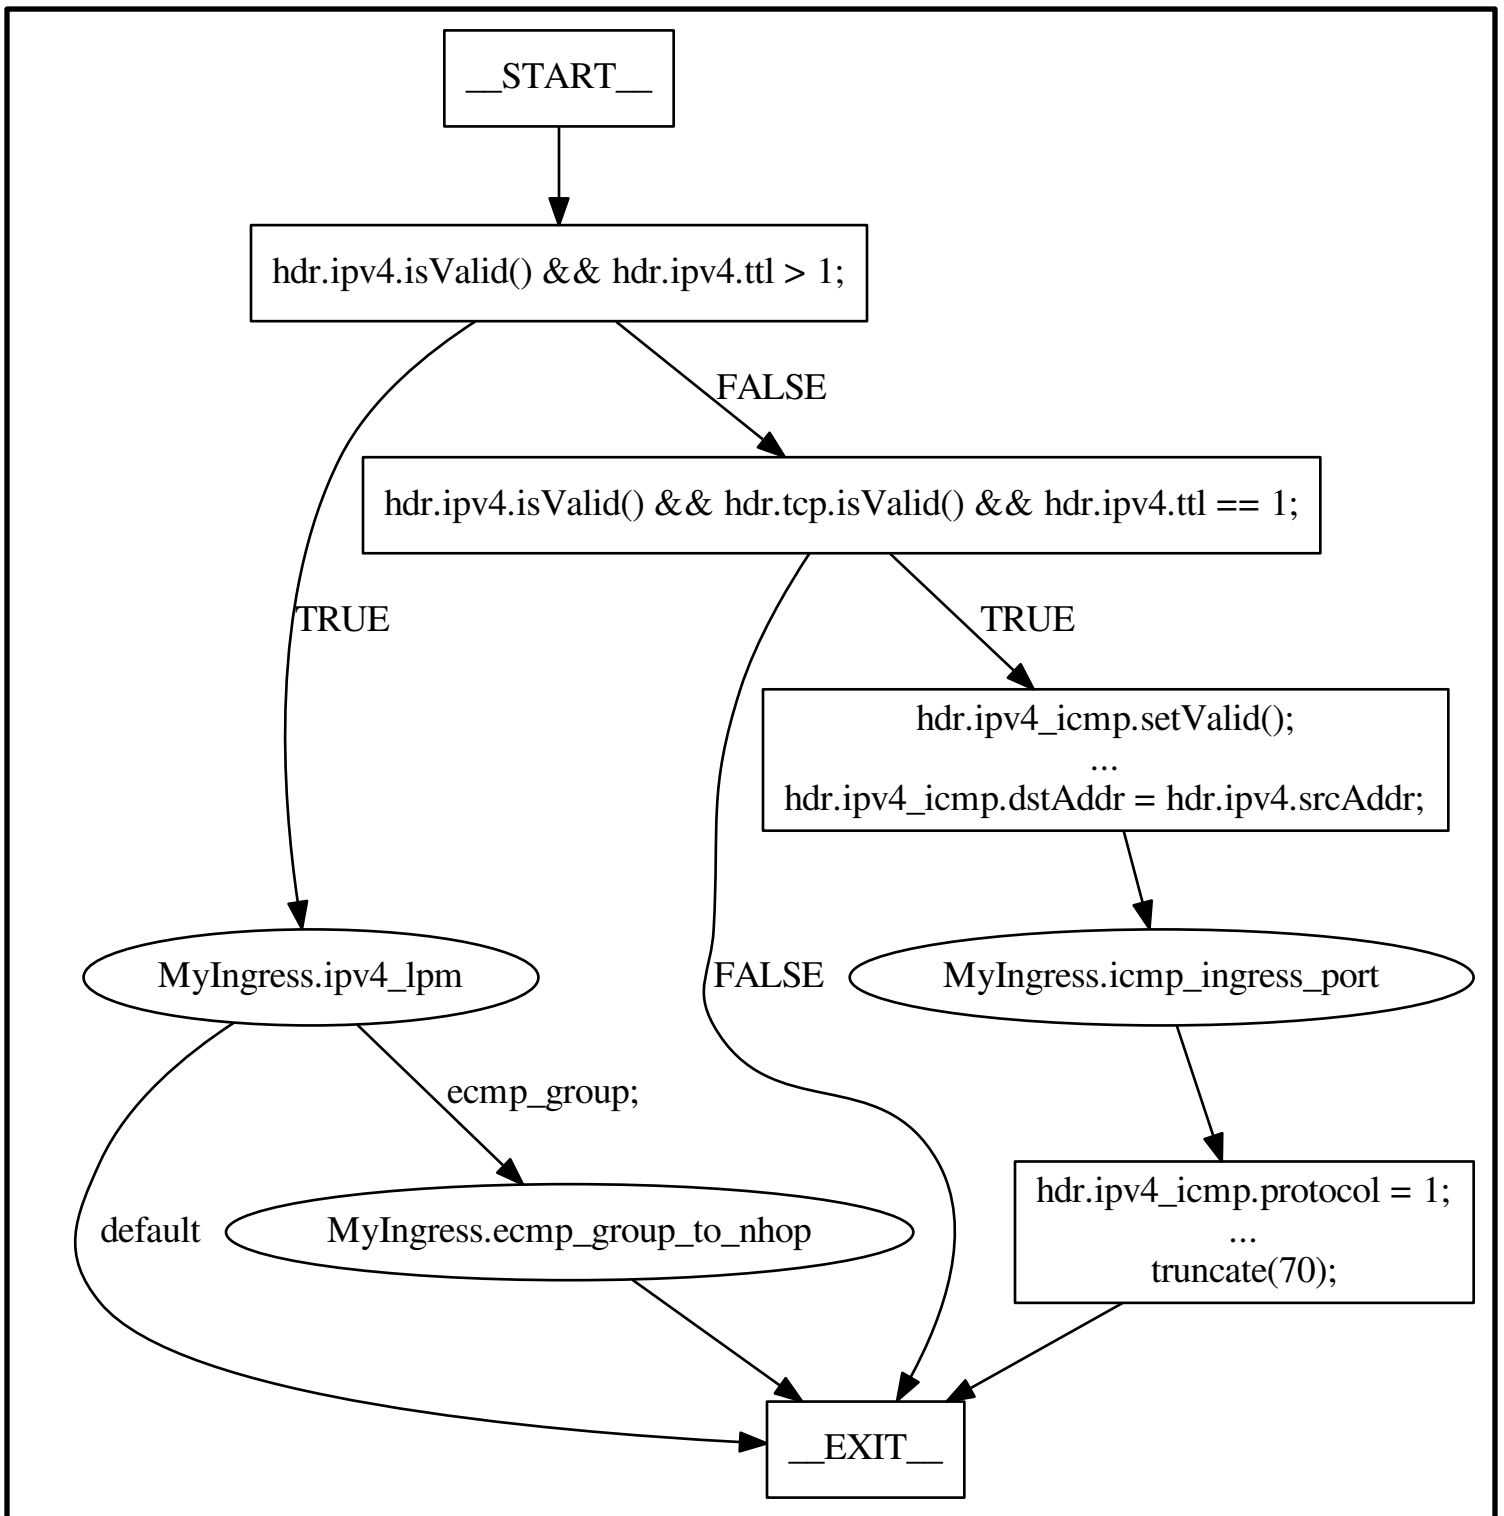 __START__
hdr.ipv4.isValid() && hdr.ipv4.ttl > 1;
FALSE
hdr.ipv4.isValid() && hdr.tcp.isValid() && hdr.ipv4.ttl == 1;
TRUE
TRUE
hdr.ipv4_icmp.setValid();
...
hdr.ipv4_icmp.dstAddr = hdr.ipv4.srcAddr;
MyIngress.ipv4_lpm
FALSE
MyIngress.icmp_ingress_port
ecmp_group;
hdr.ipv4_icmp.protocol = 1;
...
truncate(70);
default
MyIngress.ecmp_group_to_nhop
__EXIT__